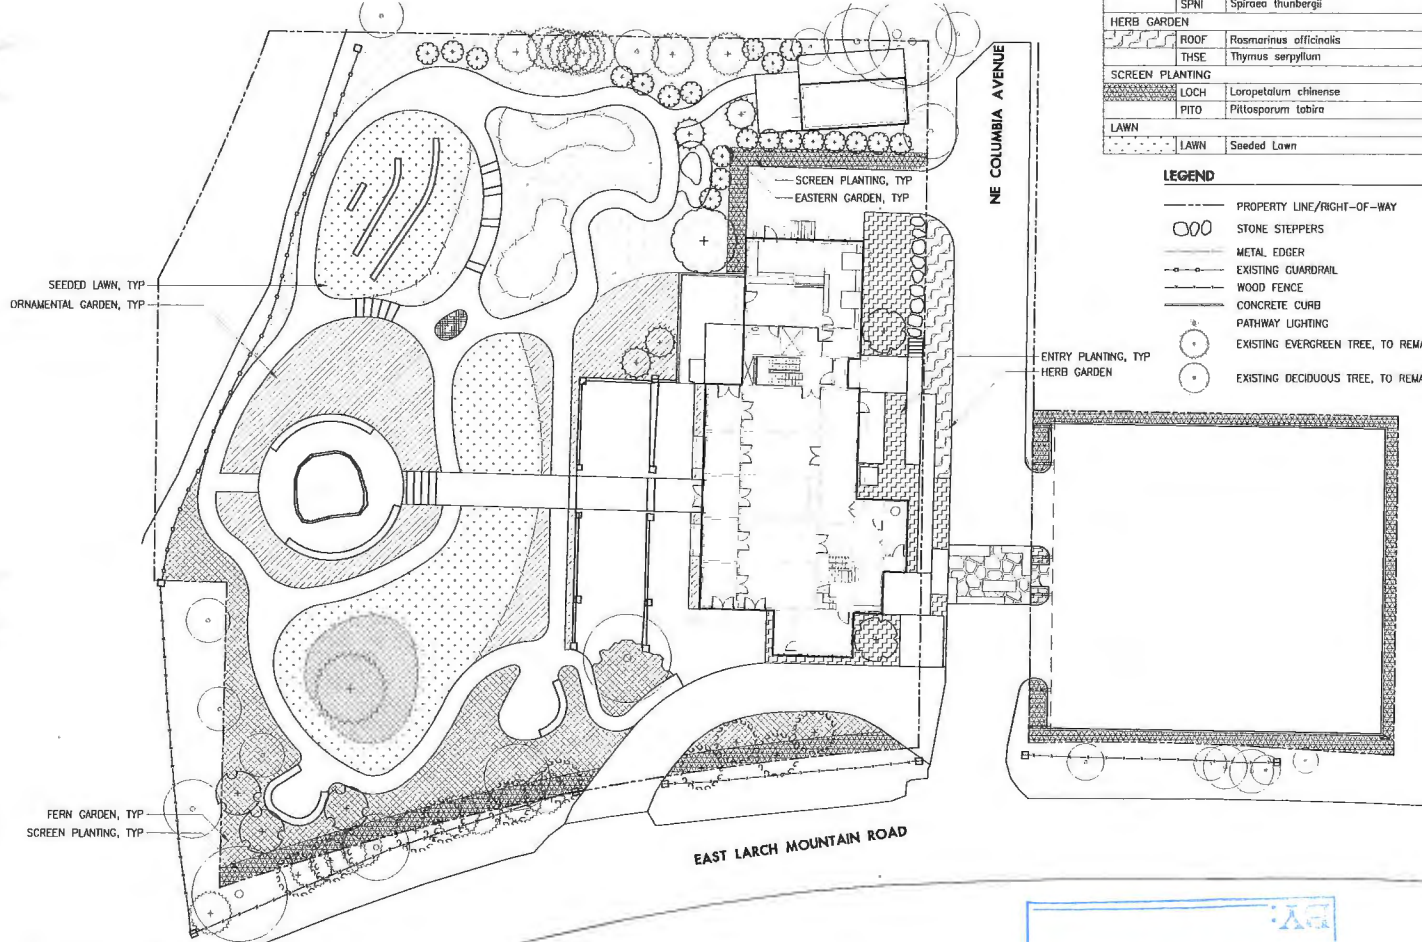 SPNI Spiraea thunbergii
HERB GARDEN
ROOF Rosmarinus officinalis
THSE Thymus serpyllum
SCREEN PLANTING
LOCH Loropetalum chinense
PITO Pittosporum tobira
LAWN
LAWN Seeded Lawn
LEGEND
PROPERTY LINE/RIGHT-OF-WAY
STONE STEPPERS
METAL EDGER
EXISTING GUARDRAIL
WOOD FENCE
CONCRETE CURB
PATHWAY LIGHTING
EXISTING EVERGREEN TREE, TO REMA
EXISTING DECIDUOUS TREE, TO REMA
NE COLUMBIA AVENUE
SCREEN PLANTING, TYP
EASTERN GARDEN, TYP
SEEDED LAWN, TYP
ORNAMENTAL GARDEN, TYP
ENTRY PLANTING, TYP
HERB GARDEN
FERN GARDEN, TYP
SCREEN PLANTING, TYP
EAST LARCH MOUNTAIN ROAD
BY: